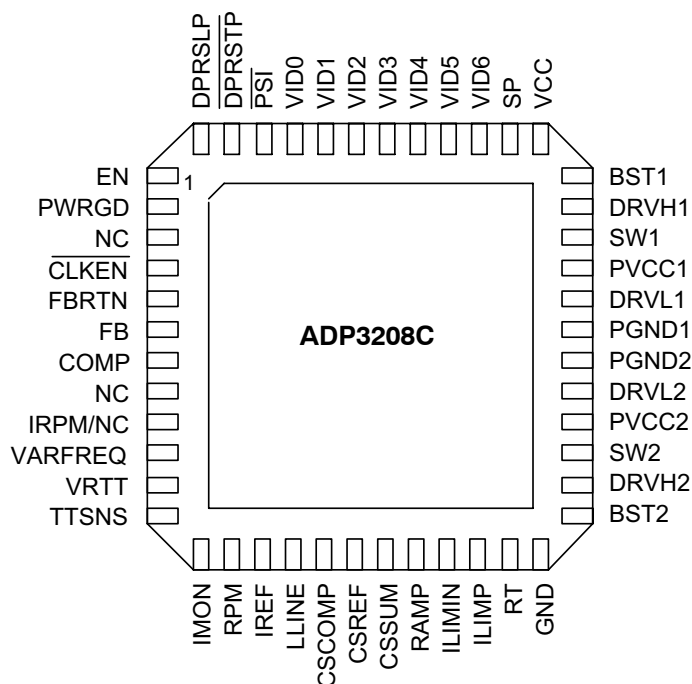 DPRSLP
DPRSTP
PSI
VID0
VID1
VID2
VID3
VID4
VID5
VID6
SP
VCC
EN
PWRGD
NC
CLKEN
FBRTN
FB
COMP
NC
IRPM/NC
VARFREQ
VRTT
TTSNS
1
ADP3208C
BST1
DRVH1
SW1
PVCC1
DRVL1
PGND1
PGND2
DRVL2
PVCC2
SW2
DRVH2
BST2
IMON
RPM
IREF
LLINE
CSCOMP
CSREF
CSSUM
RAMP
ILIMIN
ILIMP
RT
GND